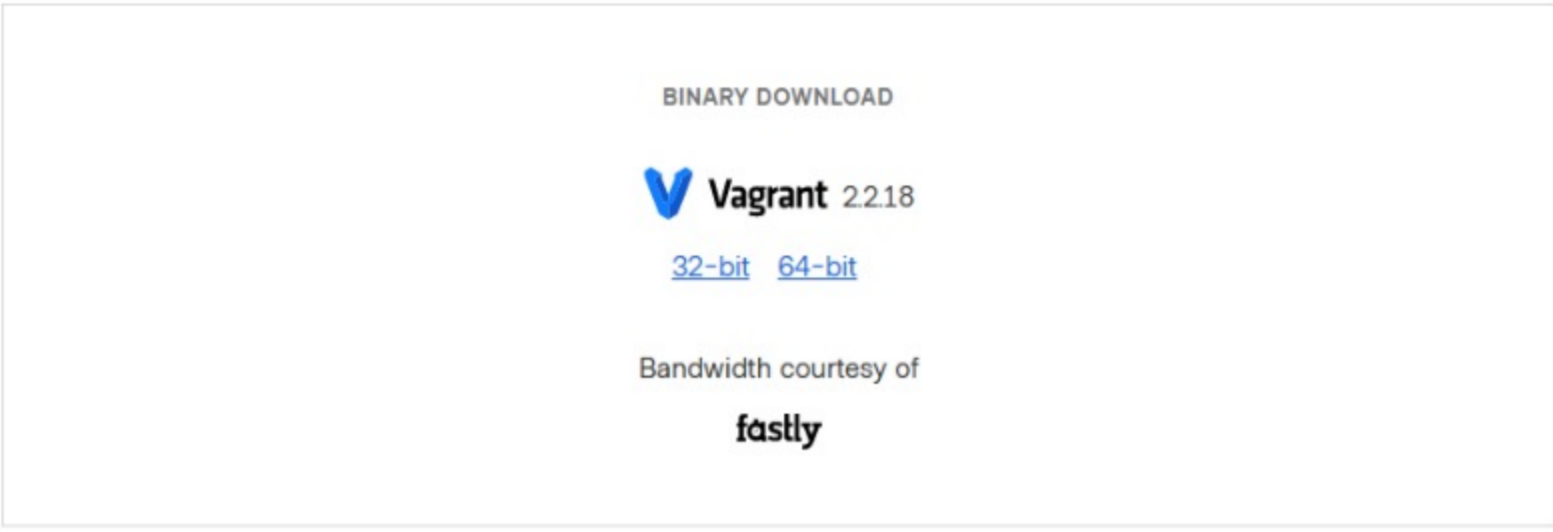 BINARY DOWNLOAD
Vagrant 2.2.18
32-bit 64-bit
Bandwidth courtesy of
fastly